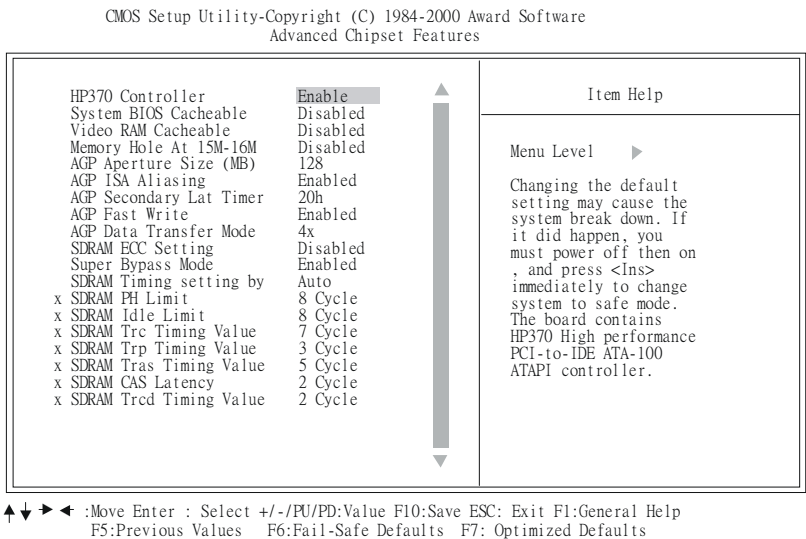 CMOS Setup Utility-Copyright (C) 1984-2000 Award Software
Advanced Chipset Features
HP370 Controller Enable
System BIOS Cacheable Disabled
Video RAM Cacheable Disabled
Memory Hole At 15M-16M Disabled
AGP Aperture Size (MB) 128
AGP ISA Aliasing Enabled
AGP Secondary Lat Timer 20h
AGP Fast Write Enabled
AGP Data Transfer Mode 4x
SDRAM ECC Setting Disabled
Super Bypass Mode Enabled
SDRAM Timing setting by Auto
x SDRAM PH Limit 8 Cycle
x SDRAM Idle Limit 8 Cycle
x SDRAM Trc Timing Value 7 Cycle
x SDRAM Trp Timing Value 3 Cycle
x SDRAM Tras Timing Value 5 Cycle
x SDRAM CAS Latency 2 Cycle
x SDRAM Trcd Timing Value 2 Cycle
Item Help
Menu Level
Changing the default
setting may cause the
system break down. If
it did happen, you
must power off then on
, and press <Ins>
immediately to change
system to safe mode.
The board contains
HP370 High performance
PCI-to-IDE ATA-100
ATAPI controller.
:Move Enter : Select +/-/PU/PD:Value F10:Save ESC: Exit F1:General Help
F5:Previous Values F6:Fail-Safe Defaults F7: Optimized Defaults